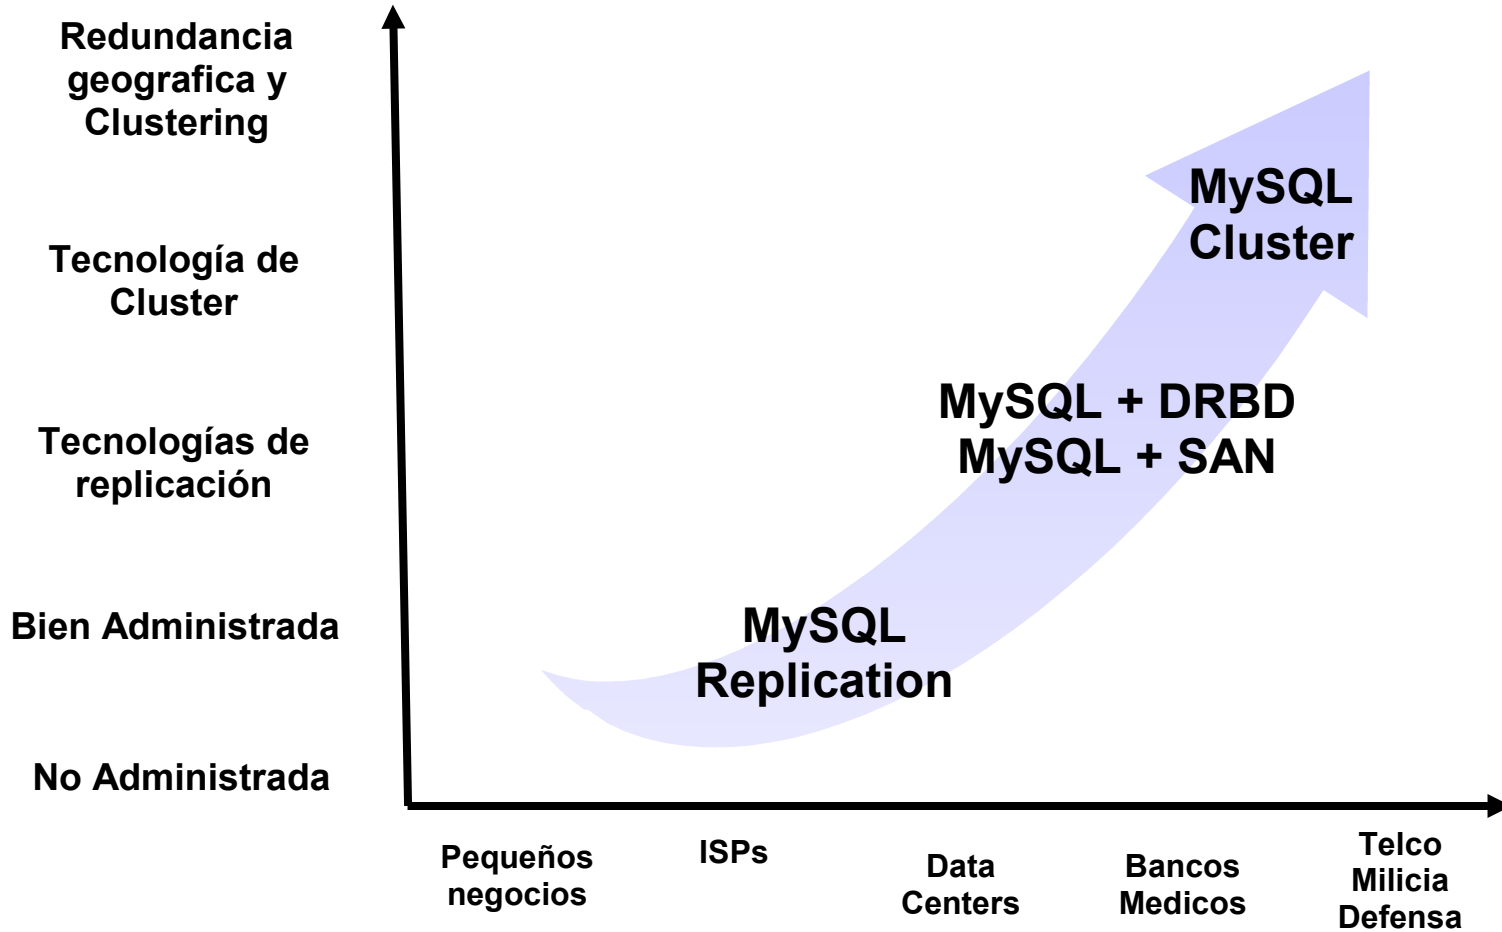 Redundancia
geografica y
Clustering
Tecnología de
Cluster
Tecnologías de
replicación
Bien Administrada
No Administrada
MySQL
Cluster
MySQL + DRBD
MySQL + SAN
MySQL
Replication
Pequeños
negocios
ISPs
Data
Centers
Bancos
Medicos
Telco
Milicia
Defensa